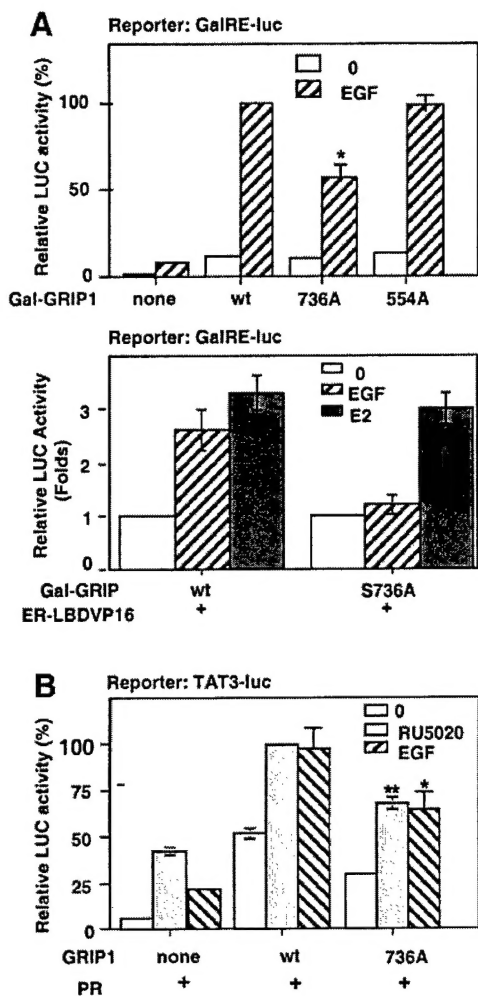 A
Reporter: GalRE-luc
0
EGF
Relative LUC activity (%)
100
50
0
*
Gal-GRIP1 none wt 736A 554A
Reporter: GalRE-luc
0
EGF
E2
Relative LUC Activity
(Folds)
3
2
1
0
Gal-GRIP wt S736A
ER-LBDVP16 + +
B
Reporter: TAT3-luc
0
RU5020
EGF
Relative LUC activity (%)
100
75
50
25
0
** *
GRIP1 none wt 736A
PR + + +